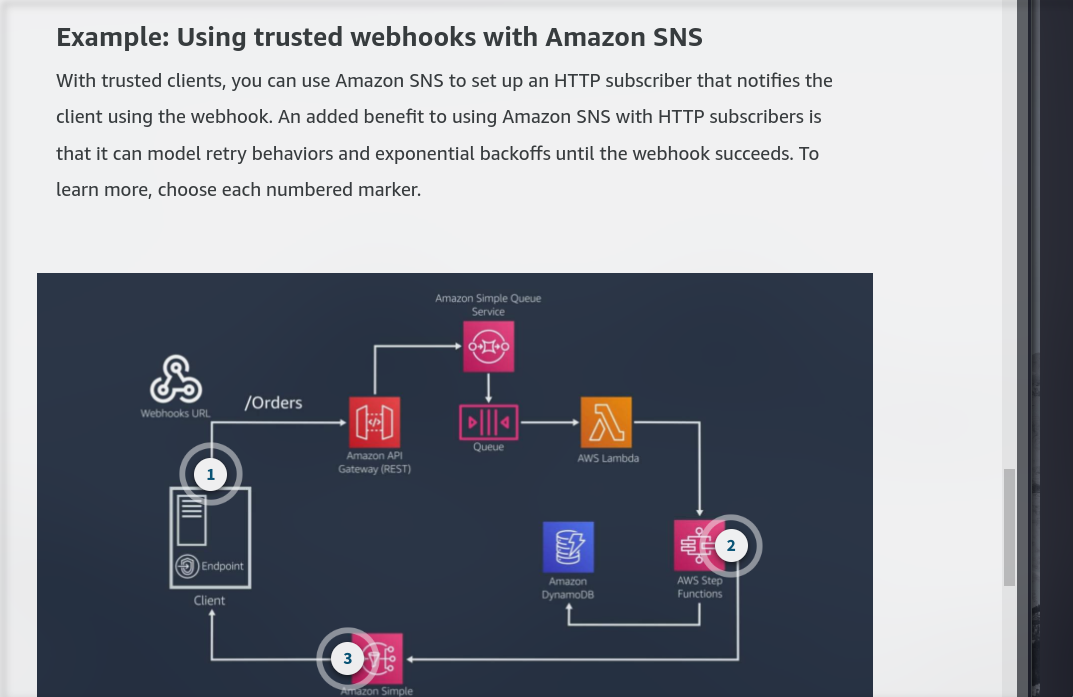 Example: Using trusted webhooks with Amazon SNS
With trusted clients, you can use Amazon SNS to set up an HTTP subscriber that notifies the
client using the webhook. An added benefit to using Amazon SNS with HTTP subscribers is
that it can model retry behaviors and exponential backoffs until the webhook succeeds. To
learn more, choose each numbered marker.
Amazon Simple Queue
Service
Webhooks URL
/Orders
Amazon API
Gateway (REST)
Queue
AWS Lambda
1
Endpoint
Client
Amazon
DynamoDB
2
AWS Step
Functions
3
Amazon Simple